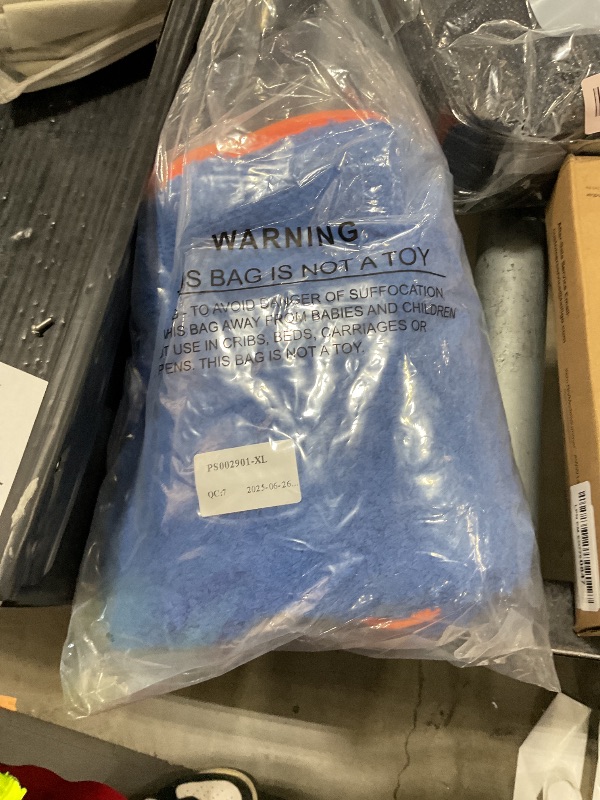 WARNING
IS BAG IS NOT A TOY
G - TO AVOID DANGER OF SUFFOCATION
THIS BAG AWAY FROM BABIES AND CHILDREN
T USE IN CRIBS, BEDS, CARRIAGES OR
PENS. THIS BAG IS NOT A TOY.
PS002901-XL
QC:7 2025-06-26...